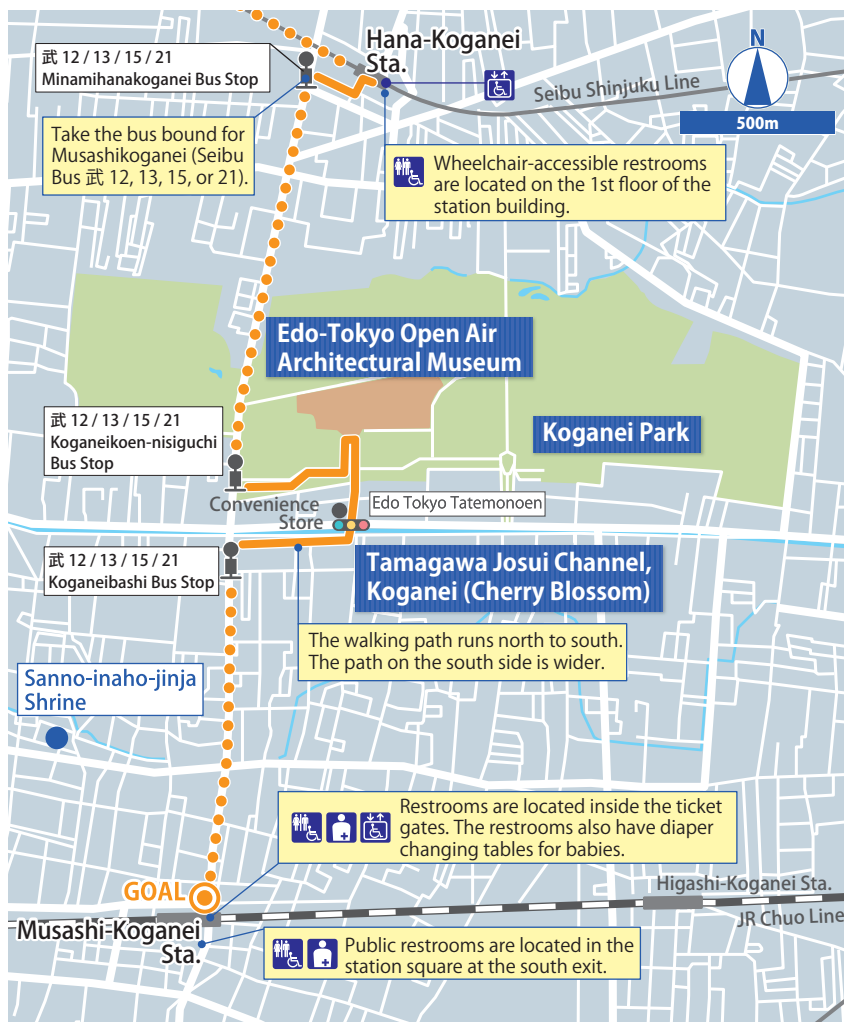 Hana-Koganei
Sta.
武 12 / 13 / 15 / 21
Minamihanakoganei Bus Stop
N
500m
Seibu Shinjuku Line
Take the bus bound for
Musashikoganei (Seibu
Bus 武 12, 13, 15, or 21).
Wheelchair-accessible restrooms
are located on the 1st floor of the
station building.
Edo-Tokyo Open Air
Architectural Museum
武 12 / 13 / 15 / 21
Koganeikoen-nisiguchi
Bus Stop
Koganei Park
Convenience
Store
Edo Tokyo Tatemonoen
武 12 / 13 / 15 / 21
Koganeibashi Bus Stop
Tamagawa Josui Channel,
Koganei (Cherry Blossom)
The walking path runs north to south.
The path on the south side is wider.
Sanno-inaho-jinja
Shrine
Restrooms are located inside the ticket
gates. The restrooms also have diaper
changing tables for babies.
GOAL
Higashi-Koganei Sta.
JR Chuo Line
Musashi-Koganei
Sta.
Public restrooms are located in the
station square at the south exit.